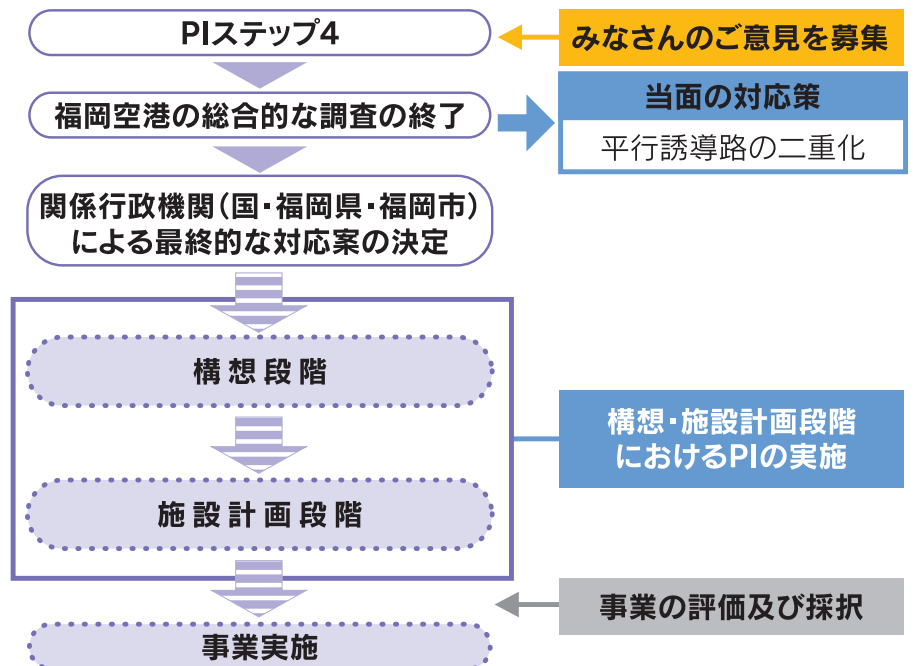 PIステップ4
みなさんのご意見を募集
福岡空港の総合的な調査の終了
当面の対応策
平行誘導路の二重化
関係行政機関(国・福岡県・福岡市)
による最終的な対応案の決定
構想段階
構想・施設計画段階
におけるPIの実施
施設計画段階
事業の評価及び採択
事業実施